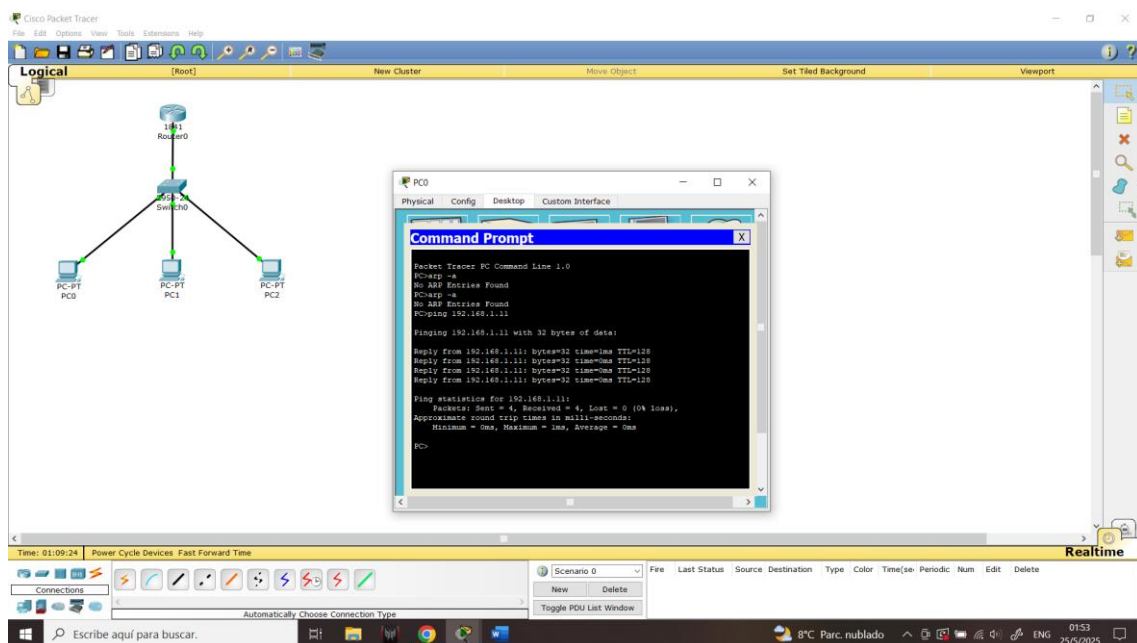 Cisco Packet Tracer
File Edit Options View Tools Extensions Help
Logical [Root] New Cluster Move Object Set Tiled Background Viewport
1841
Router0
2950-24
Switch0
PC-PT
PC0
PC-PT
PC1
PC-PT
PC2
PC0
Physical Config Desktop Custom Interface
Command Prompt X
Packet Tracer PC Command Line 1.0
PC>arp -a
No ARP Entries Found
PC>arp -a
No ARP Entries Found
PC>ping 192.168.1.11
Pinging 192.168.1.11 with 32 bytes of data:
Reply from 192.168.1.11: bytes=32 time=1ms TTL=128
Reply from 192.168.1.11: bytes=32 time=0ms TTL=128
Reply from 192.168.1.11: bytes=32 time=0ms TTL=128
Reply from 192.168.1.11: bytes=32 time=0ms TTL=128
Ping statistics for 192.168.1.11:
Packets: Sent = 4, Received = 4, Lost = 0 (0% loss),
Approximate round trip times in milli-seconds:
Minimum = 0ms, Maximum = 1ms, Average = 0ms
PC>
Time: 01:09:24 Power Cycle Devices Fast Forward Time Realtime
Connections
Automatically Choose Connection Type
Scenario 0
New Delete
Toggle PDU List Window
Fire Last Status Source Destination Type Color Time(se Periodic Num Edit Delete
Escribe aquí para buscar.
8°C Parc. nublado ENG
01:53
25/5/2025